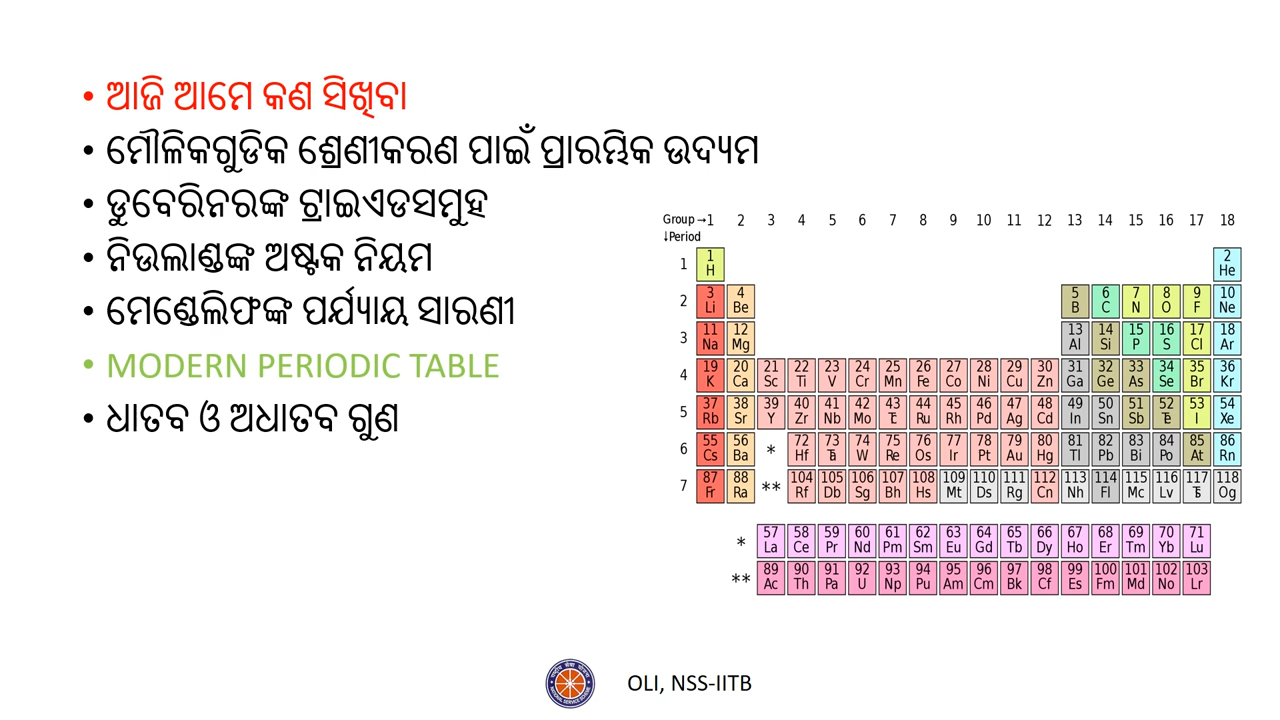 • ଆଜି ଆମେ କଣ ସିଖିବା
• ମୌଳିକଗୁଡିକ ଶ୍ରେଣୀକରଣ ପାଇଁ ପ୍ରାରମ୍ଭିକ ଉଦ୍ୟମ
• ଡୁବେରିନରଙ୍କ ଟ୍ରାଇଏଡସମୁହ
• ନିଉଲାଣ୍ଡଙ୍କ ଅଷ୍ଟକ ନିୟମ
• ମେଣ୍ଡେଲିଫଙ୍କ ପର୍ଯ୍ୟାୟ ସାରଣୀ
• MODERN PERIODIC TABLE
• ଧାତବ ଓ ଅଧାତବ ଗୁଣ
Group →1 2 3 4 5 6 7 8 9 10 11 12 13 14 15 16 17 18
↓Period
1 1 2
H He
2 3 4 5 6 7 8 9 10
Li Be B C N O F Ne
3 11 12 13 14 15 16 17 18
Na Mg Al Si P S Cl Ar
4 19 20 21 22 23 24 25 26 27 28 29 30 31 32 33 34 35 36
K Ca Sc Ti V Cr Mn Fe Co Ni Cu Zn Ga Ge As Se Br Kr
5 37 38 39 40 41 42 43 44 45 46 47 48 49 50 51 52 53 54
Rb Sr Y Zr Nb Mo Tc Ru Rh Pd Ag Cd In Sn Sb Te I Xe
6 55 56 * 72 73 74 75 76 77 78 79 80 81 82 83 84 85 86
Cs Ba Hf Ta W Re Os Ir Pt Au Hg Tl Pb Bi Po At Rn
7 87 88 ** 104 105 106 107 108 109 110 111 112 113 114 115 116 117 118
Fr Ra Rf Db Sg Bh Hs Mt Ds Rg Cn Nh Fl Mc Lv Ts Og
* 57 58 59 60 61 62 63 64 65 66 67 68 69 70 71
La Ce Pr Nd Pm Sm Eu Gd Tb Dy Ho Er Tm Yb Lu
** 89 90 91 92 93 94 95 96 97 98 99 100 101 102 103
Ac Th Pa U Np Pu Am Cm Bk Cf Es Fm Md No Lr
OLI, NSS-IITB